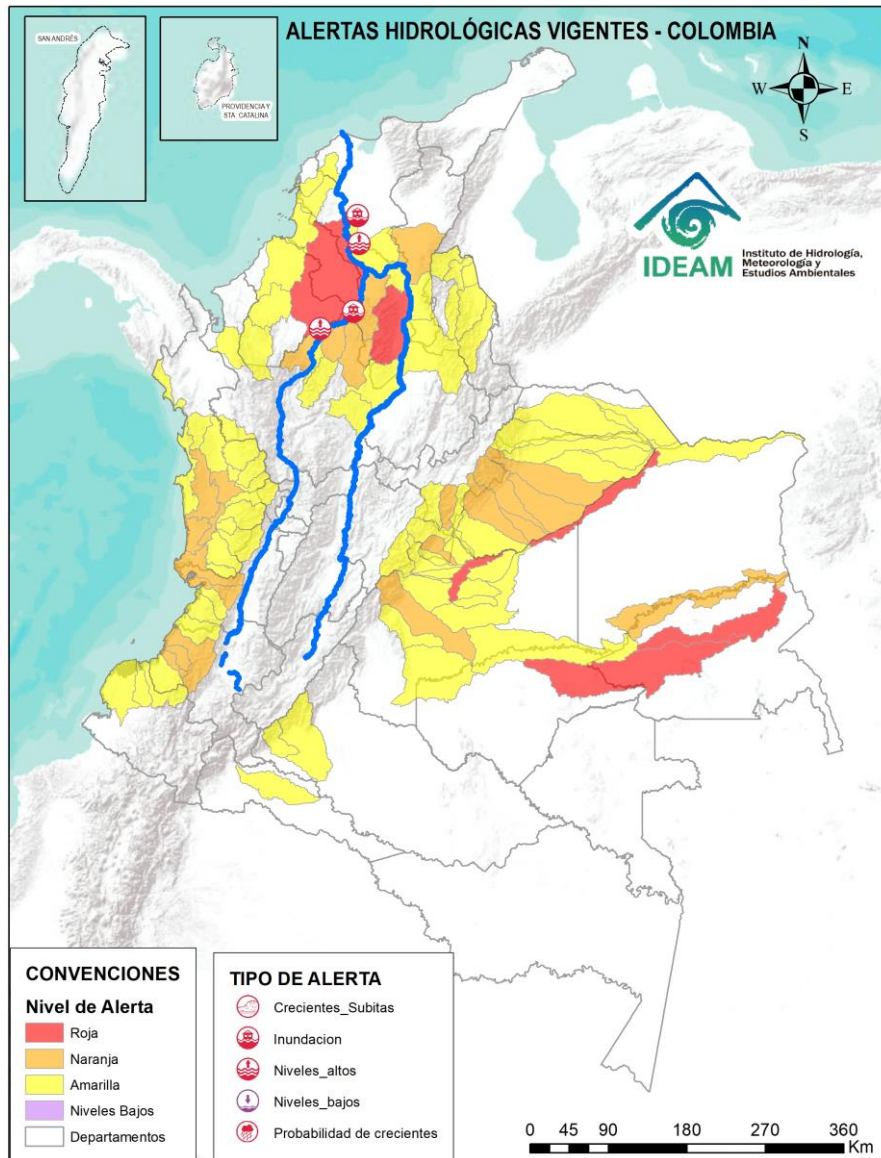 ALERTAS HIDROLÓGICAS VIGENTES - COLOMBIA
SAN ANDRÉS
PROVIDENCIA Y
STA. CATALINA
N
W
E
S
IDEAM
Instituto de Hidrología,
Meteorología y
Estudios Ambientales
CONVENCIONES
Nivel de Alerta
Roja
Naranja
Amarilla
Niveles Bajos
Departamentos
TIPO DE ALERTA
Crecientes_Subitas
Inundacion
Niveles_altos
Niveles_bajos
Probabilidad de crecientes
0 45 90 180 270 360
Km